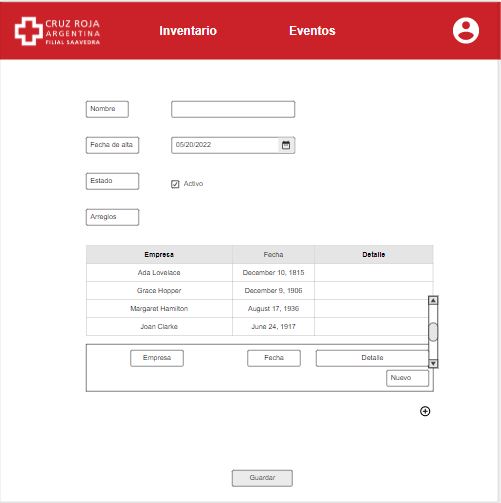 CRUZ ROJA
ARGENTINA
FILIAL SAAVEDRA
Inventario Eventos
Nombre
Fecha de alta 05/20/2022
Estado Activo
Arreglos
Empresa Fecha Detalle
Ada Lovelace December 10, 1815
Grace Hopper December 9, 1906
Margaret Hamilton August 17, 1936
Joan Clarke June 24, 1917
Empresa Fecha Detalle
Nuevo
Guardar